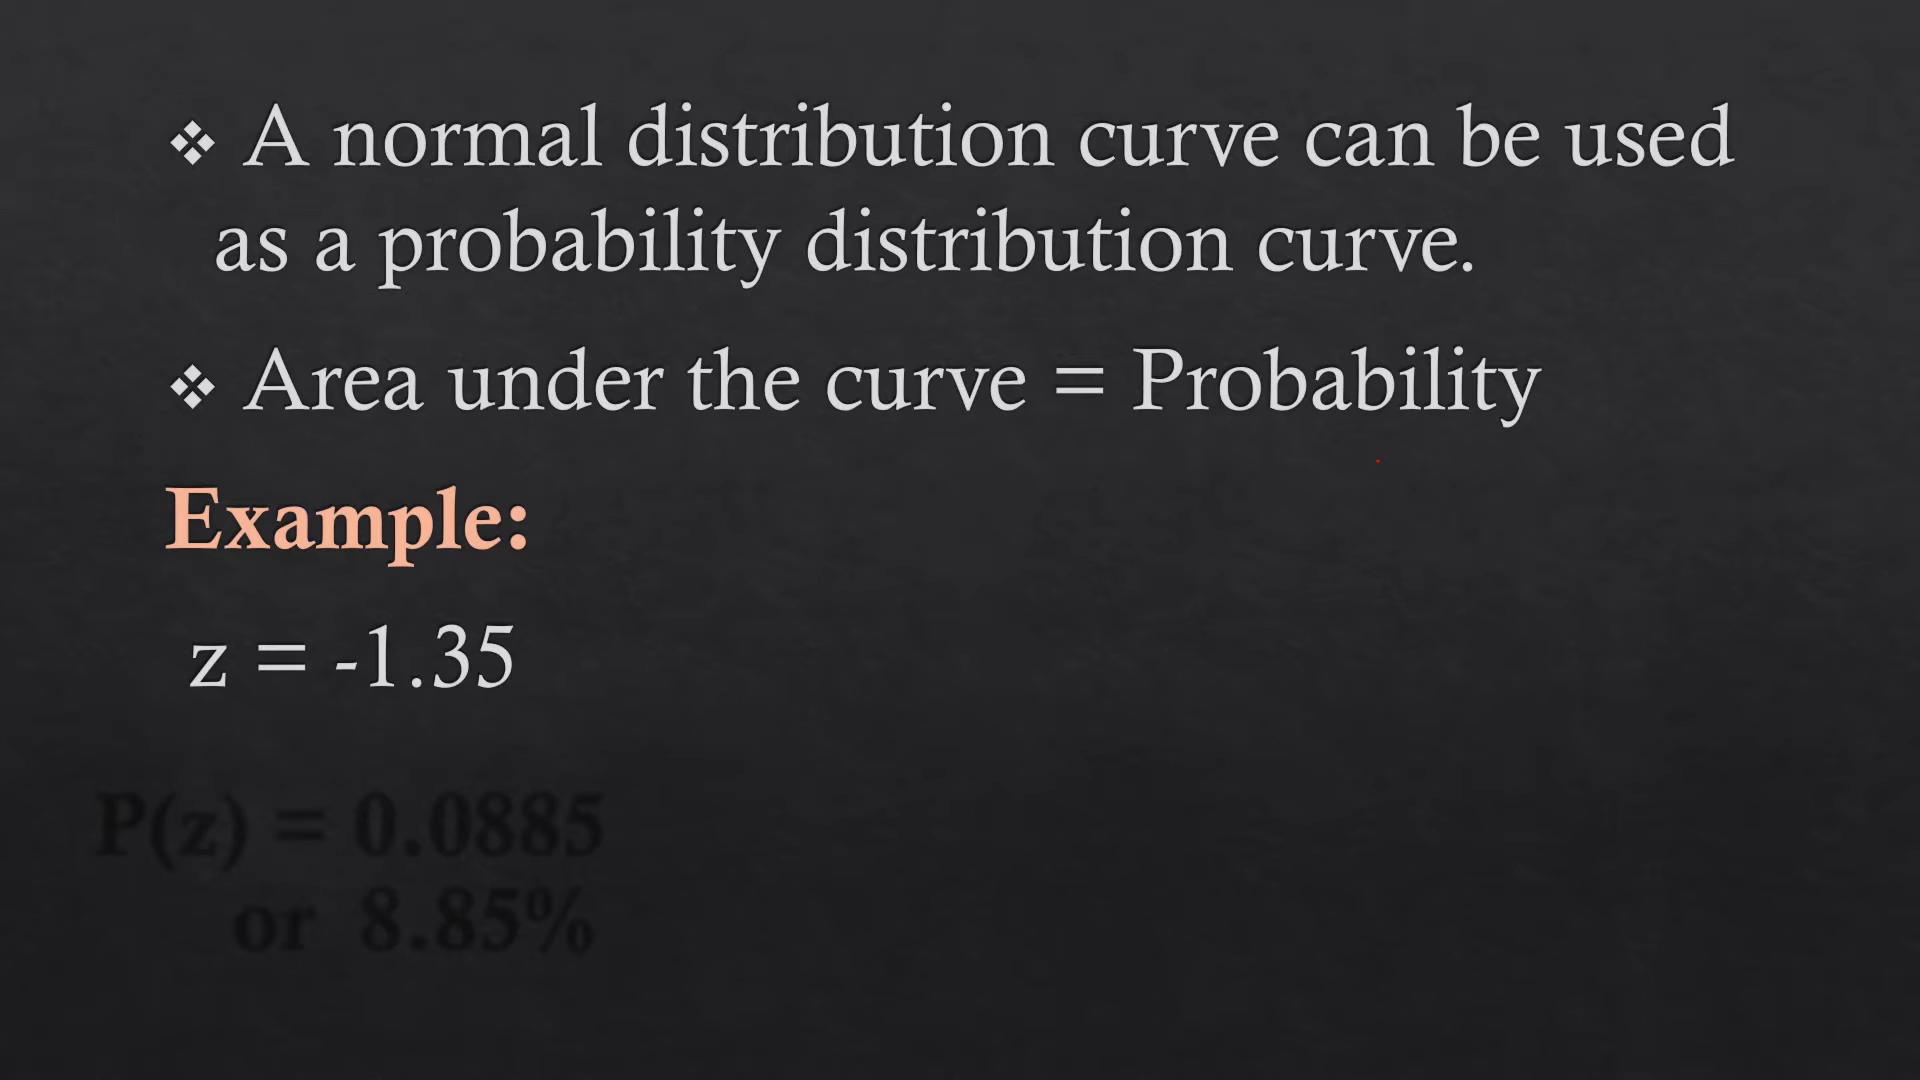 ❖ A normal distribution curve can be used
as a probability distribution curve.
❖ Area under the curve = Probability
Example:
z = -1.35
P(z) = 0.0885
or 8.85%